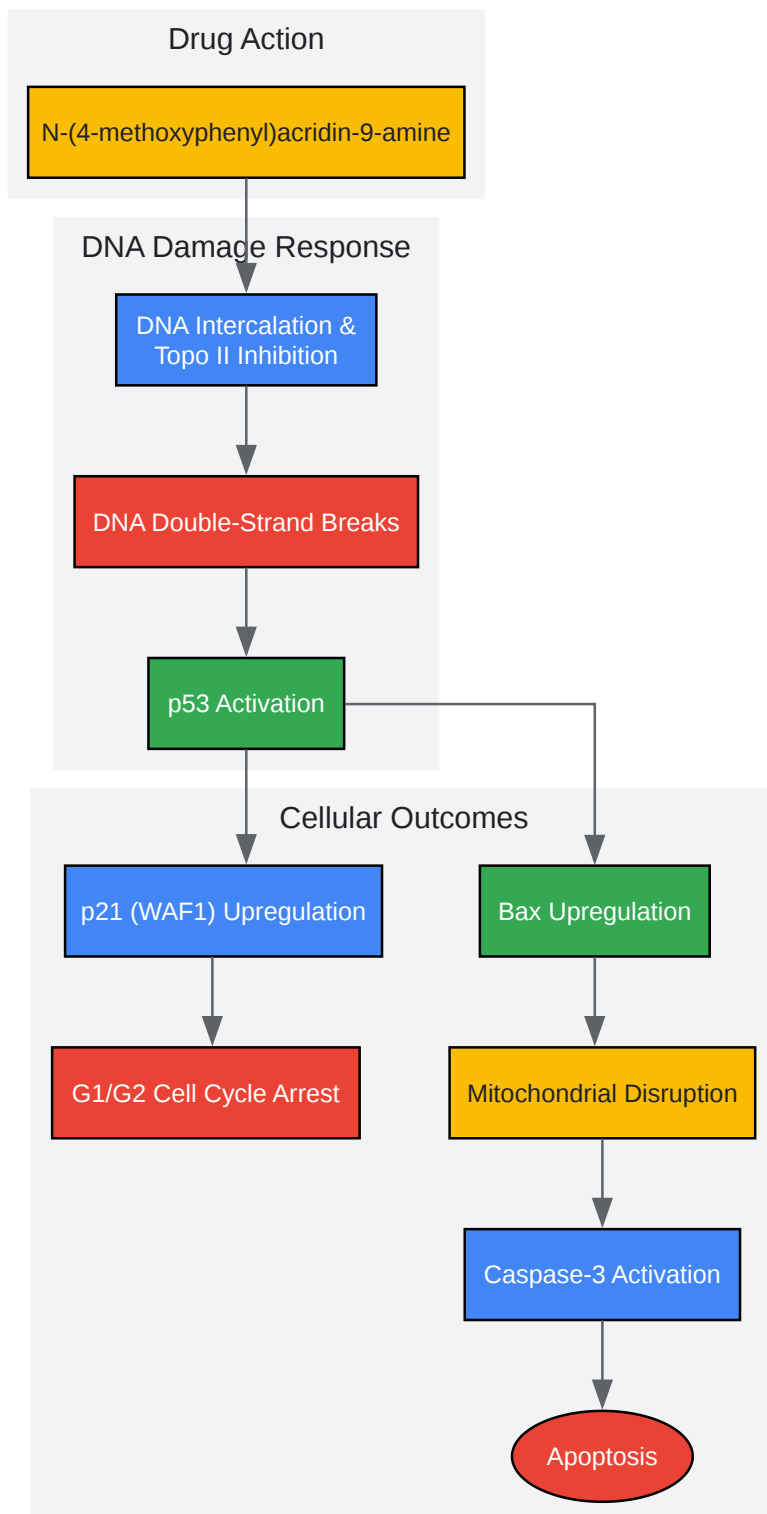 Drug Action
N-(4-methoxyphenyl)acridin-9-amine
DNA Damage Response
DNA Intercalation &
Topo II Inhibition
DNA Double-Strand Breaks
p53 Activation
Cellular Outcomes
p21 (WAF1) Upregulation
Bax Upregulation
G1/G2 Cell Cycle Arrest
Mitochondrial Disruption
Caspase-3 Activation
Apoptosis